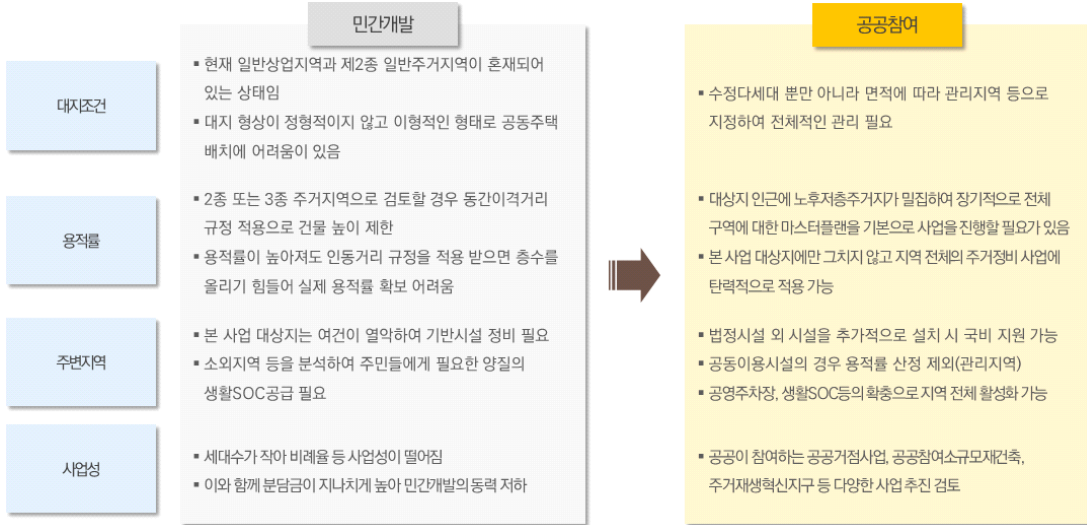 민간개발
공공참여
대지조건
▪ 현재 일반상업지역과 제2종 일반주거지역이 혼재되어
있는 상태임
▪ 대지 형상이 정형적이지 않고 이형적인 형태로 공동주택
배치에 어려움이 있음
▪ 수정다세대 뿐만 아니라 면적에 따라 관리지역 등으로
지정하여 전체적인 관리 필요
용적률
▪ 2종 또는 3종 주거지역으로 검토할 경우 동간이격거리
규정 적용으로 건물 높이 제한
▪ 용적률이 높아져도 인동거리 규정을 적용 받으면 층수를
올리기 힘들어 실제 용적률 확보 어려움
▪ 대상지 인근에 노후저층주거지가 밀집하여 장기적으로 전체
구역에 대한 마스터플랜을 기본으로 사업을 진행할 필요가 있음
▪ 본 사업 대상지에만 그치지 않고 지역 전체의 주거정비 사업에
탄력적으로 적용 가능
주변지역
▪ 본 사업 대상지는 여건이 열악하여 기반시설 정비 필요
▪ 소외지역 등을 분석하여 주민들에게 필요한 양질의
생활SOC공급 필요
▪ 법정시설 외 시설을 추가적으로 설치 시 국비 지원 가능
▪ 공동이용시설의 경우 용적률 산정 제외(관리지역)
▪ 공영주차장, 생활SOC등의 확충으로 지역 전체 활성화 가능
사업성
▪ 세대수가 작아 비례율 등 사업성이 떨어짐
▪ 이와 함께 분담금이 지나치게 높아 민간개발의 동력 저하
▪ 공공이 참여하는 공공거점사업, 공공참여소규모재건축,
주거재생혁신지구 등 다양한 사업 추진 검토